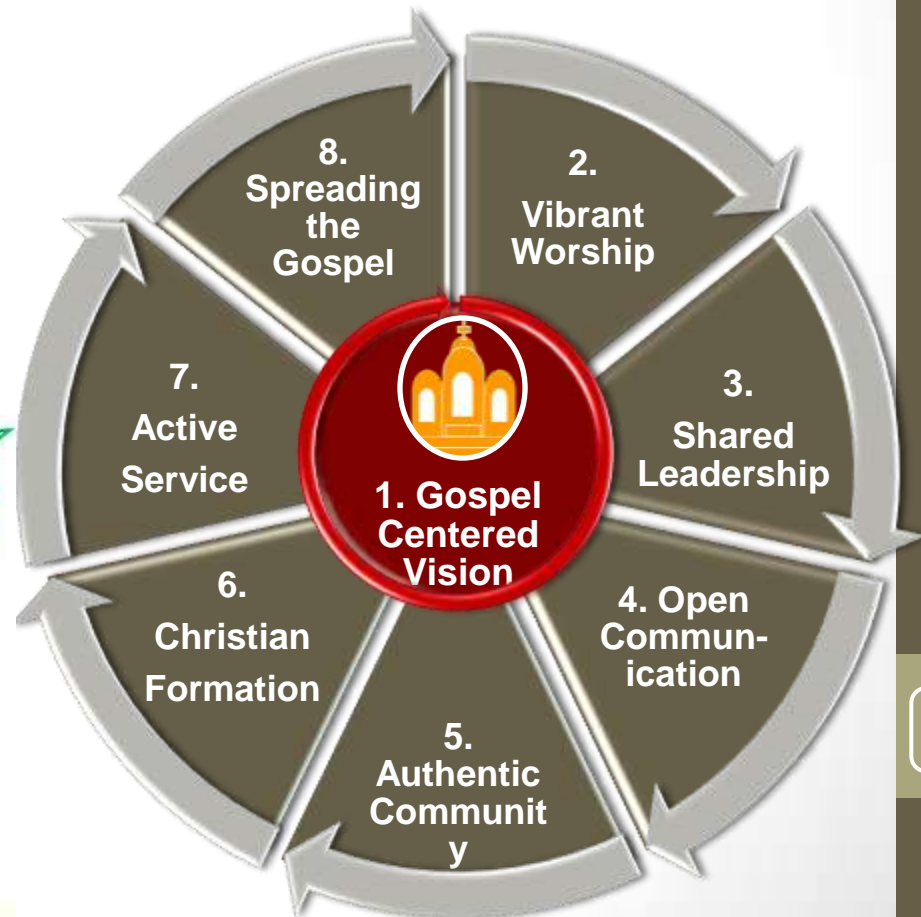 1. Gospel
Centered
Vision
2.
Vibrant
Worship
3.
Shared
Leadership
4. Open
Commun-
ication
5.
Authentic
Communit
y
6.
Christian
Formation
7.
Active
Service
8.
Spreading
the
Gospel